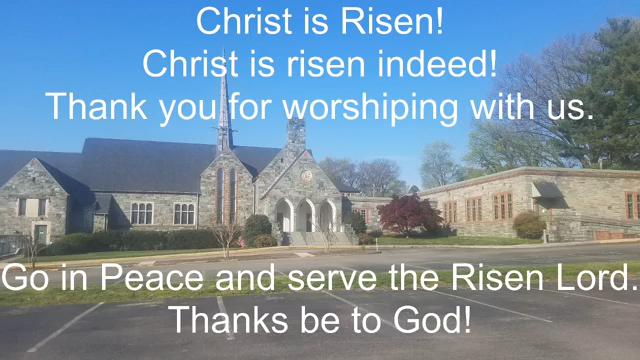 Christ is Risen!
Christ is risen indeed!
Thank you for worshiping with us.
Go in Peace and serve the Risen Lord.
Thanks be to God!